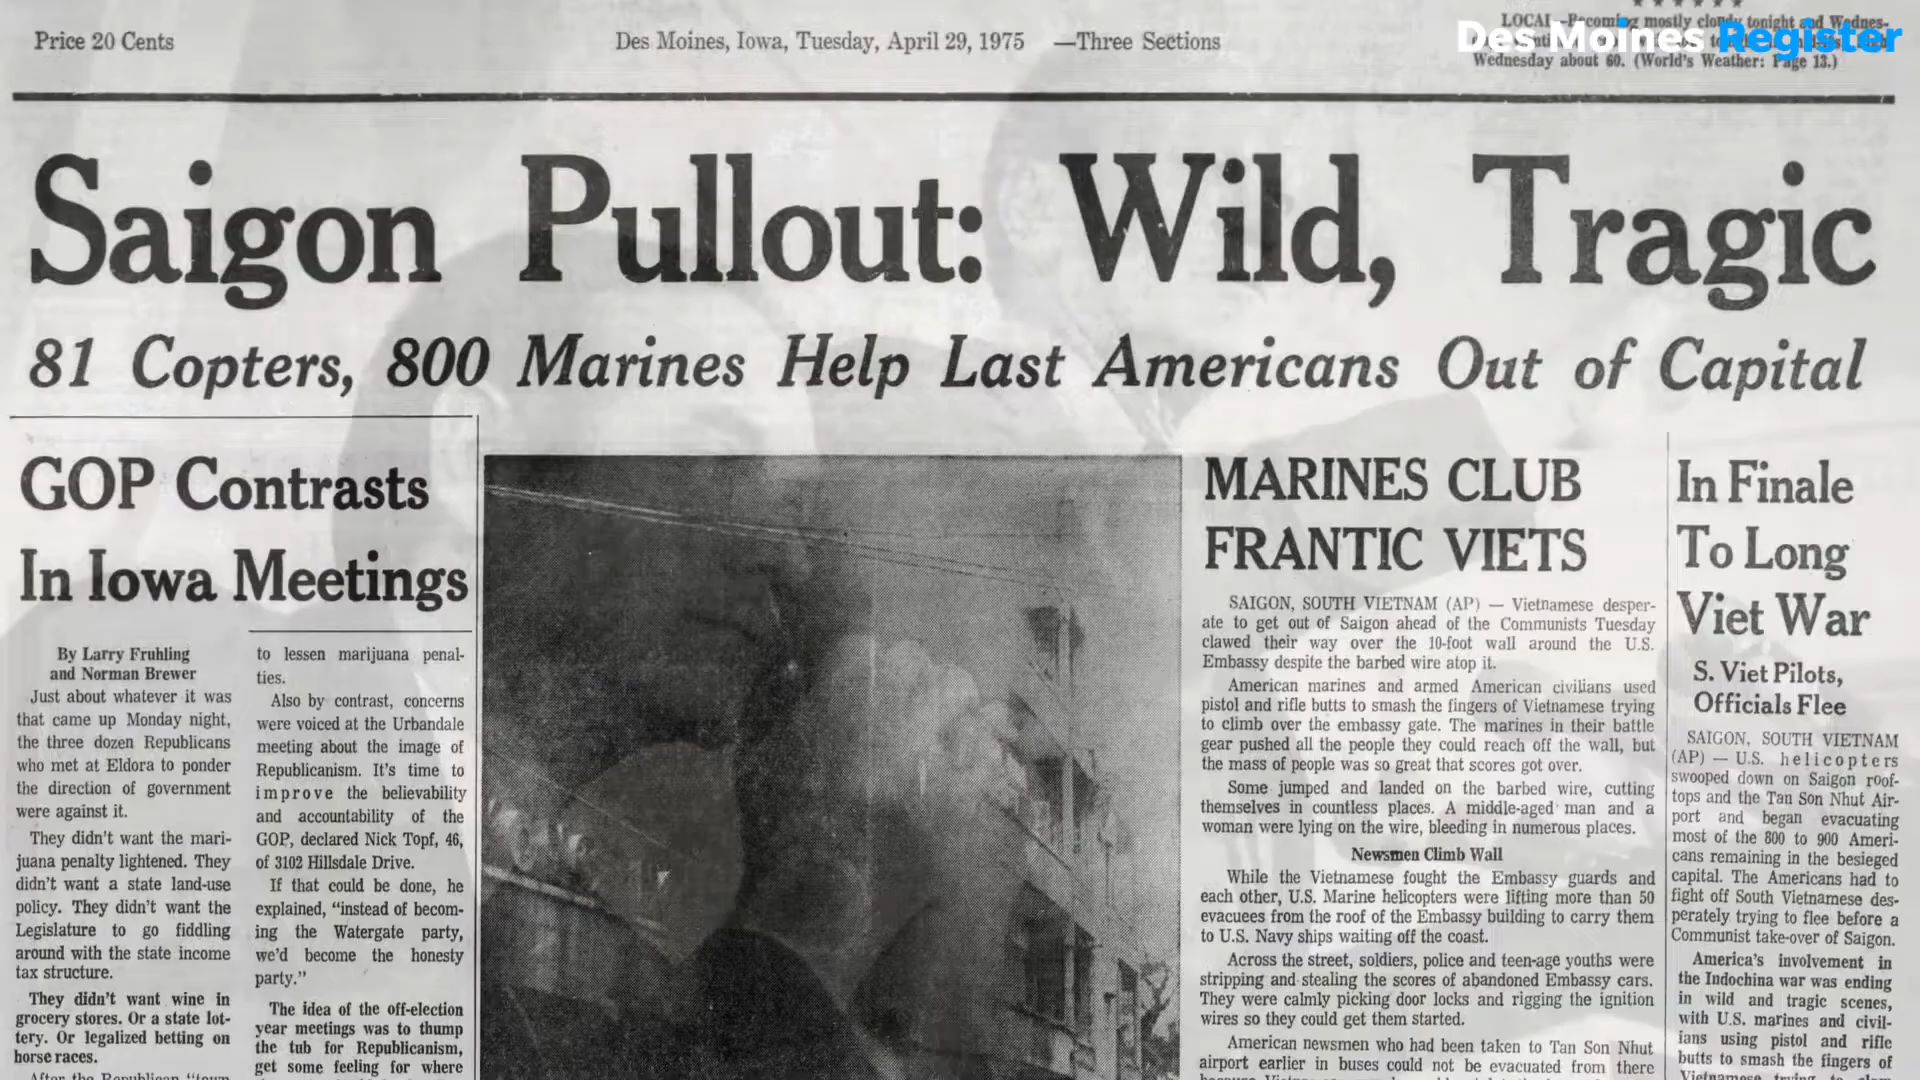 Price 20 Cents
Des Moines, Iowa, Tuesday, April 29, 1975 —Three Sections
LOCAL—Becoming mostly cloudy tonight and Wednes-
Wednesday about 60. (World's Weather: Page 13.)
Des Moines Register
Saigon Pullout: Wild, Tragic
81 Copters, 800 Marines Help Last Americans Out of Capital
GOP Contrasts
In Iowa Meetings
By Larry Fruhling
and Norman Brewer
Just about whatever it was
that came up Monday night,
the three dozen Republicans
who met at Eldora to ponder
the direction of government
were against it.
They didn't want the mari-
juana penalty lightened. They
didn't want a state land-use
policy. They didn't want the
Legislature to go fiddling
around with the state income
tax structure.
They didn't want wine in
grocery stores. Or a state lot-
tery. Or legalized betting on
horse races.
After the Republican "town
to lessen marijuana penal-
ties.
Also by contrast, concerns
were voiced at the Urbandale
meeting about the image of
Republicanism. It's time to
improve the believability
and accountability of the
GOP, declared Nick Topf, 46,
of 3102 Hillsdale Drive.
If that could be done, he
explained, "instead of becom-
ing the Watergate party,
we'd become the honesty
party."
The idea of the off-election
year meetings was to thump
the tub for Republicanism,
get some feeling for where
MARINES CLUB
FRANTIC VIETS
SAIGON, SOUTH VIETNAM (AP) — Vietnamese desper-
ate to get out of Saigon ahead of the Communists Tuesday
clawed their way over the 10-foot wall around the U.S.
Embassy despite the barbed wire atop it.
American marines and armed American civilians used
pistol and rifle butts to smash the fingers of Vietnamese trying
to climb over the embassy gate. The marines in their battle
gear pushed all the people they could reach off the wall, but
the mass of people was so great that scores got over.
Some jumped and landed on the barbed wire, cutting
themselves in countless places. A middle-aged man and a
woman were lying on the wire, bleeding in numerous places.
Newsmen Climb Wall
While the Vietnamese fought the Embassy guards and
each other, U.S. Marine helicopters were lifting more than 50
evacuees from the roof of the Embassy building to carry them
to U.S. Navy ships waiting off the coast.
Across the street, soldiers, police and teen-age youths were
stripping and stealing the scores of abandoned Embassy cars.
They were calmly picking door locks and rigging the ignition
wires so they could get them started.
American newsmen who had been taken to Tan Son Nhut
airport earlier in buses could not be evacuated from there
In Finale
To Long
Viet War
S. Viet Pilots,
Officials Flee
SAIGON, SOUTH VIETNAM
(AP) — U.S. helicopters
swooped down on Saigon roof-
tops and the Tan Son Nhut Air-
port and began evacuating
most of the 800 to 900 Ameri-
cans remaining in the besieged
capital. The Americans had to
fight off South Vietnamese des-
perately trying to flee before a
Communist take-over of Saigon.
America's involvement in
the Indochina war was ending
in wild and tragic scenes,
with U.S. marines and civil-
ians using pistol and rifle
butts to smash the fingers of